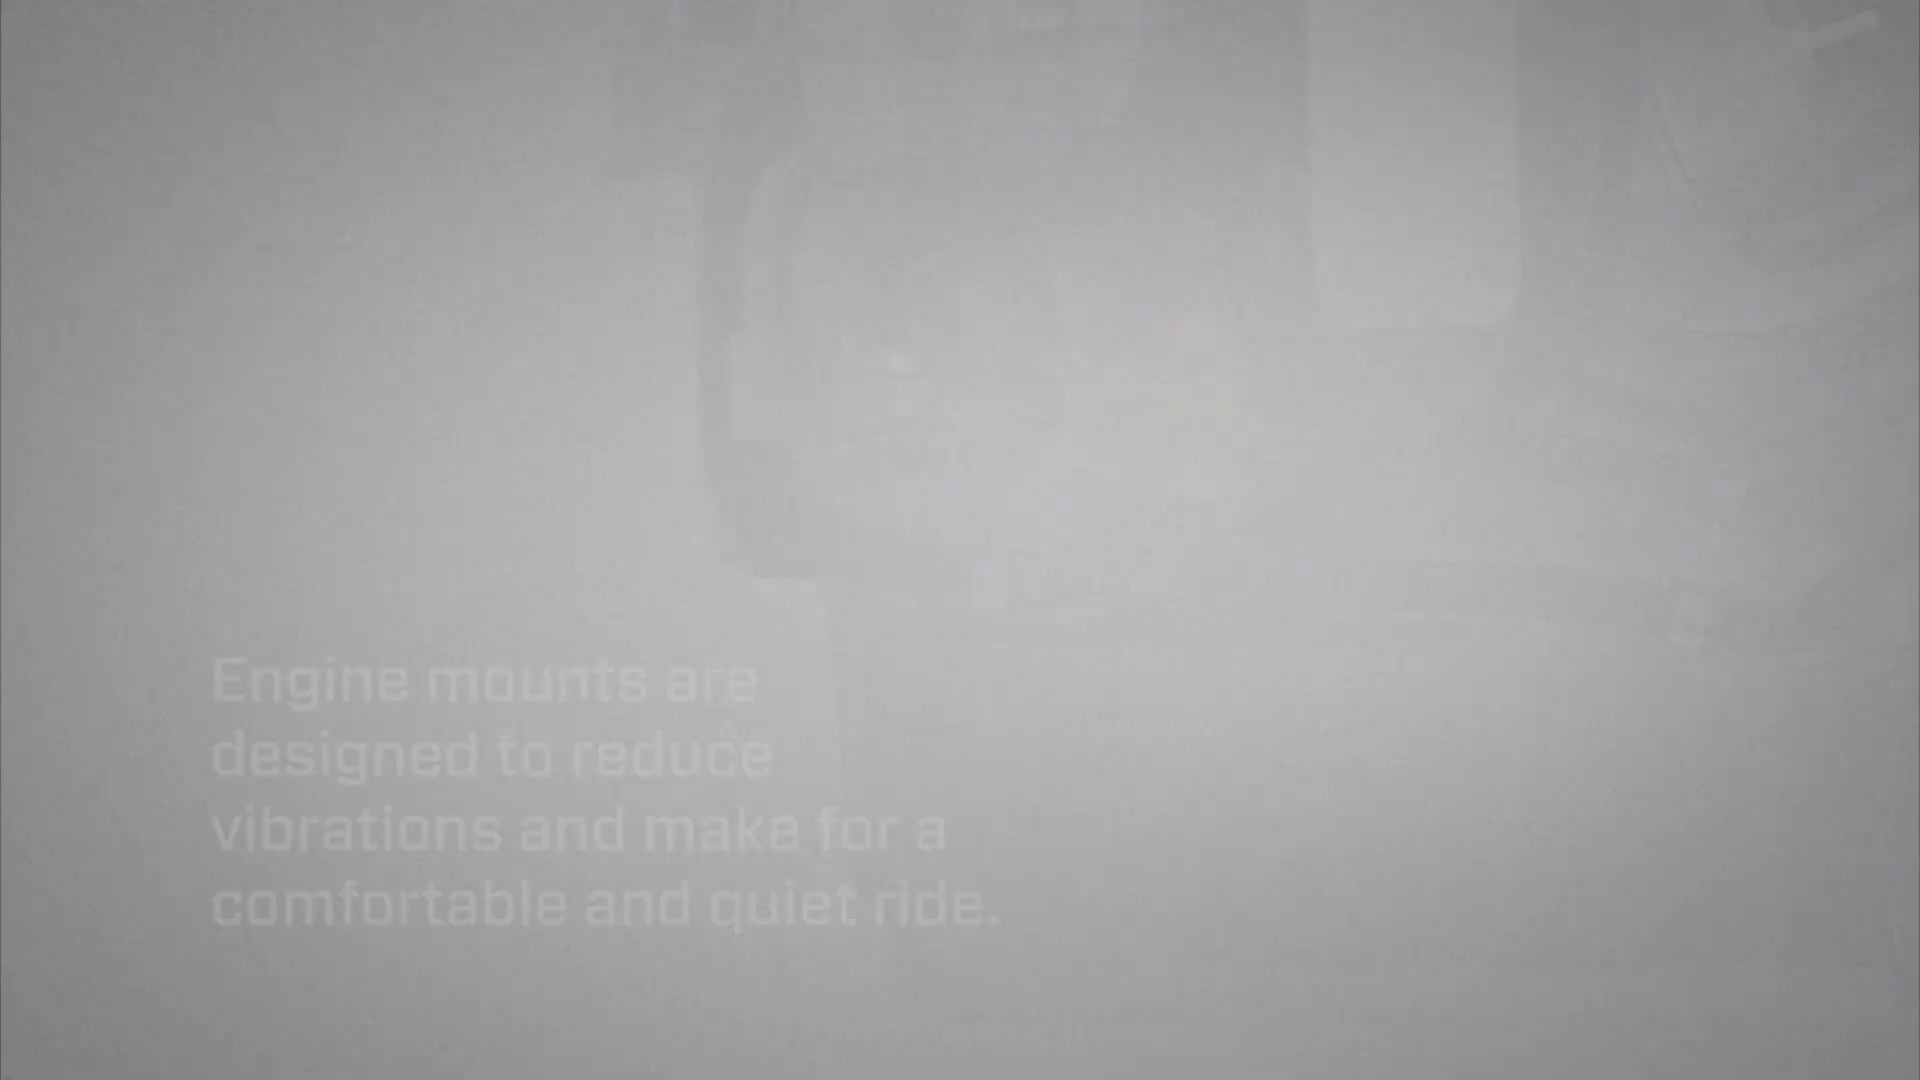 Engine mounts are
designed to reduce
vibrations and make for a
comfortable and quiet ride.